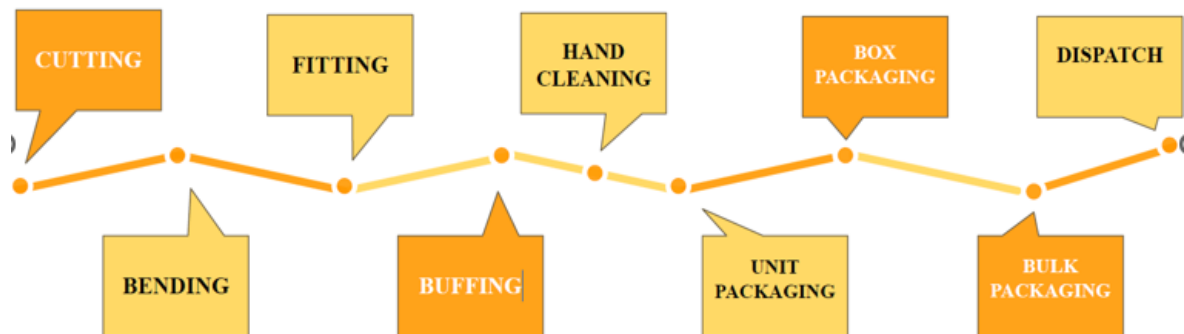 CUTTING
BENDING
FITTING
BUFFING
HAND
CLEANING
UNIT
PACKAGING
BOX
PACKAGING
BULK
PACKAGING
DISPATCH